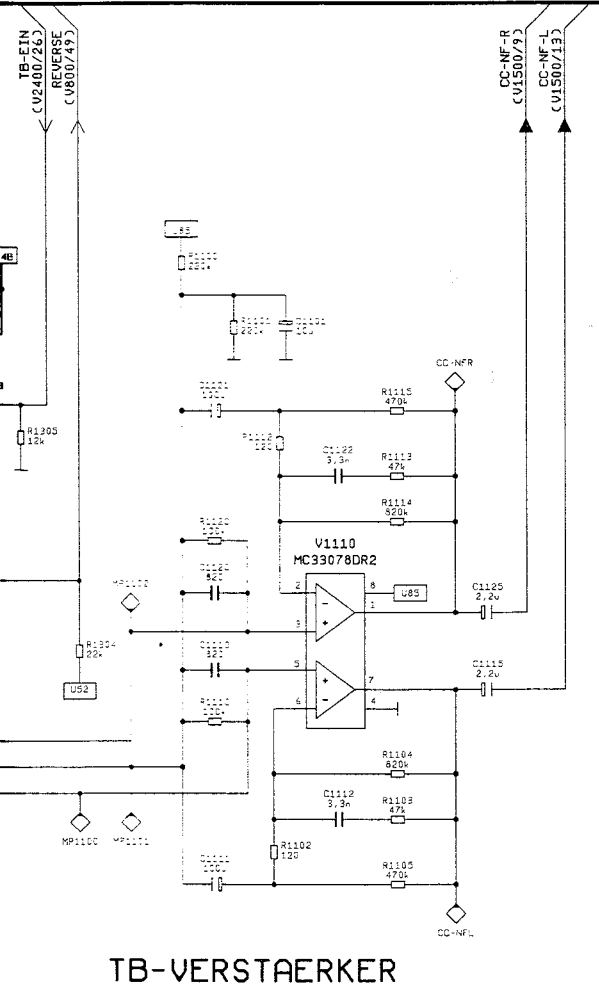 TB-EIN
(V2400/26)
REVERSE
(V800/49)
CC-NF-R
(V1500/9)
CC-NF-L
(V1500/13)
4B
R1305
12k
CC-NFR
R1115
470k
C1122
3,3n
R1113
47k
R1114
820k
V1110
MC33078DR2
2
3
8
U85
1
5
6
7
4
C1125
2,2u
C1115
2,2u
R1304
22k
U52
R1104
820k
C1112
3,3n
R1103
47k
R1102
120
R1105
470k
MP1100
CC-NFL
TB-VERSTAERKER